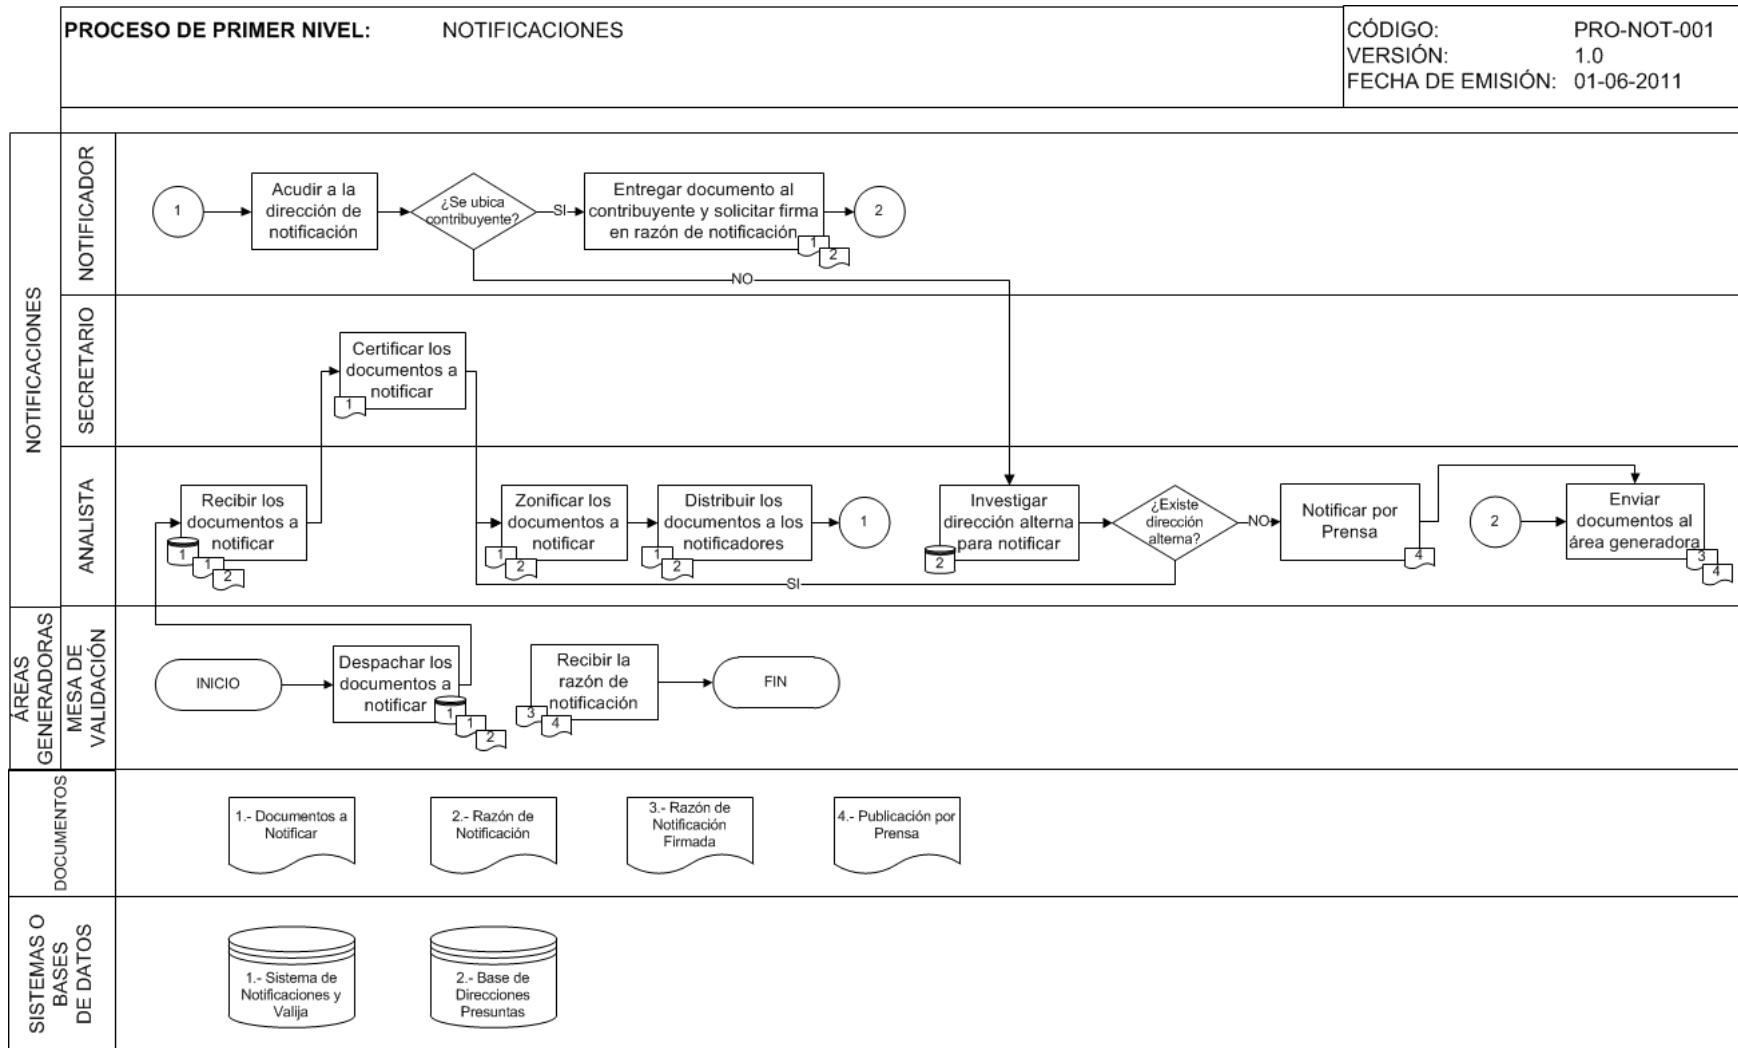 PROCESO DE PRIMER NIVEL: NOTIFICACIONES
CÓDIGO: PRO-NOT-001
VERSIÓN: 1.0
FECHA DE EMISIÓN: 01-06-2011
NOTIFICACIONES
NOTIFICADOR
1
Acudir a la
dirección de
notificación
¿Se ubica
contribuyente?
SI
Entregar documento al
contribuyente y solicitar firma
en razón de notificación
1
2
2
NO
SECRETARIO
Certificar los
documentos a
notificar
1
ANALISTA
Recibir los
documentos a
notificar
1
1
2
Zonificar los
documentos a
notificar
1
2
Distribuir los
documentos a los
notificadores
1
2
1
Investigar
dirección alterna
para notificar
2
¿Existe
dirección
alterna?
NO
SI
Notificar por
Prensa
4
2
Enviar
documentos al
área generadora
3
4
ÁREAS
GENERADORAS
MESA DE
VALIDACIÓN
INICIO
Despachar los
documentos a
notificar
1
1
2
Recibir la
razón de
notificación
3
4
FIN
DOCUMENTOS
1.- Documentos a
Notificar
2.- Razón de
Notificación
3.- Razón de
Notificación
Firmada
4.- Publicación por
Prensa
SISTEMAS O
BASES
DE DATOS
1.- Sistema de
Notificaciones y
Valija
2.- Base de
Direcciones
Presuntas